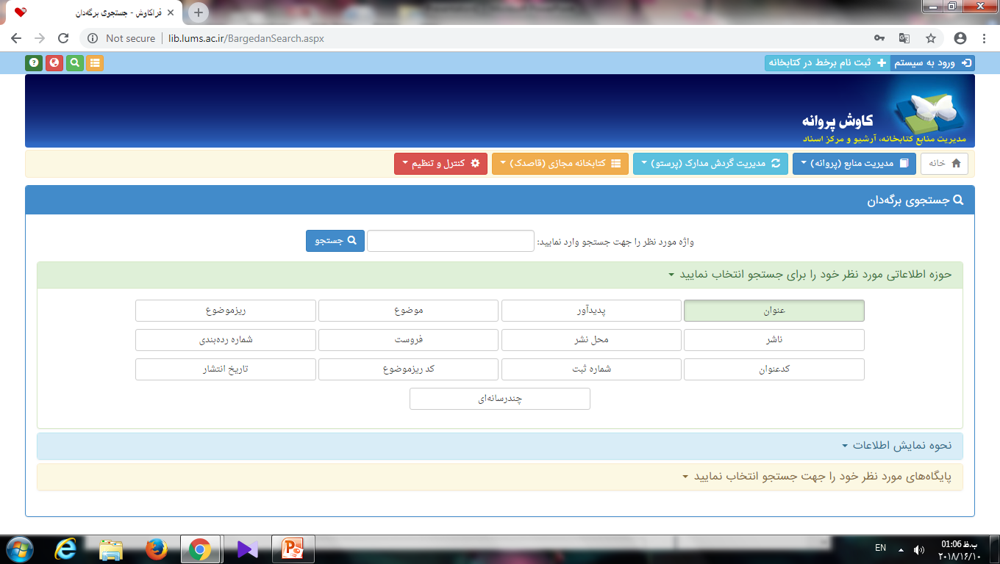 فراکاوش - جستجوی برگه‌دان
Not secure | lib.lums.ac.ir/BargedanSearch.aspx
ورود به سیستم
ثبت نام برخط در کتابخانه
کاوش پروانه
مدیریت منابع کتابخانه، آرشیو و مرکز اسناد
خانه
مدیریت منابع (پروانه)
مدیریت گردش مدارک (پرستو)
کتابخانه مجازی (قاصدک)
کنترل و تنظیم
جستجوی برگه‌دان
واژه مورد نظر را جهت جستجو وارد نمایید:
جستجو
حوزه اطلاعاتی مورد نظر خود را برای جستجو انتخاب نمایید
عنوان
پدیدآور
موضوع
ریزموضوع
ناشر
محل نشر
فروست
شماره رده‌بندی
کدعنوان
شماره ثبت
کد ریزموضوع
تاریخ انتشار
چندرسانه‌ای
نحوه نمایش اطلاعات
پایگاه‌های مورد نظر خود را جهت جستجو انتخاب نمایید
EN
01:06 ب.ظ
۲۰۱۸/۱۶/۱۰